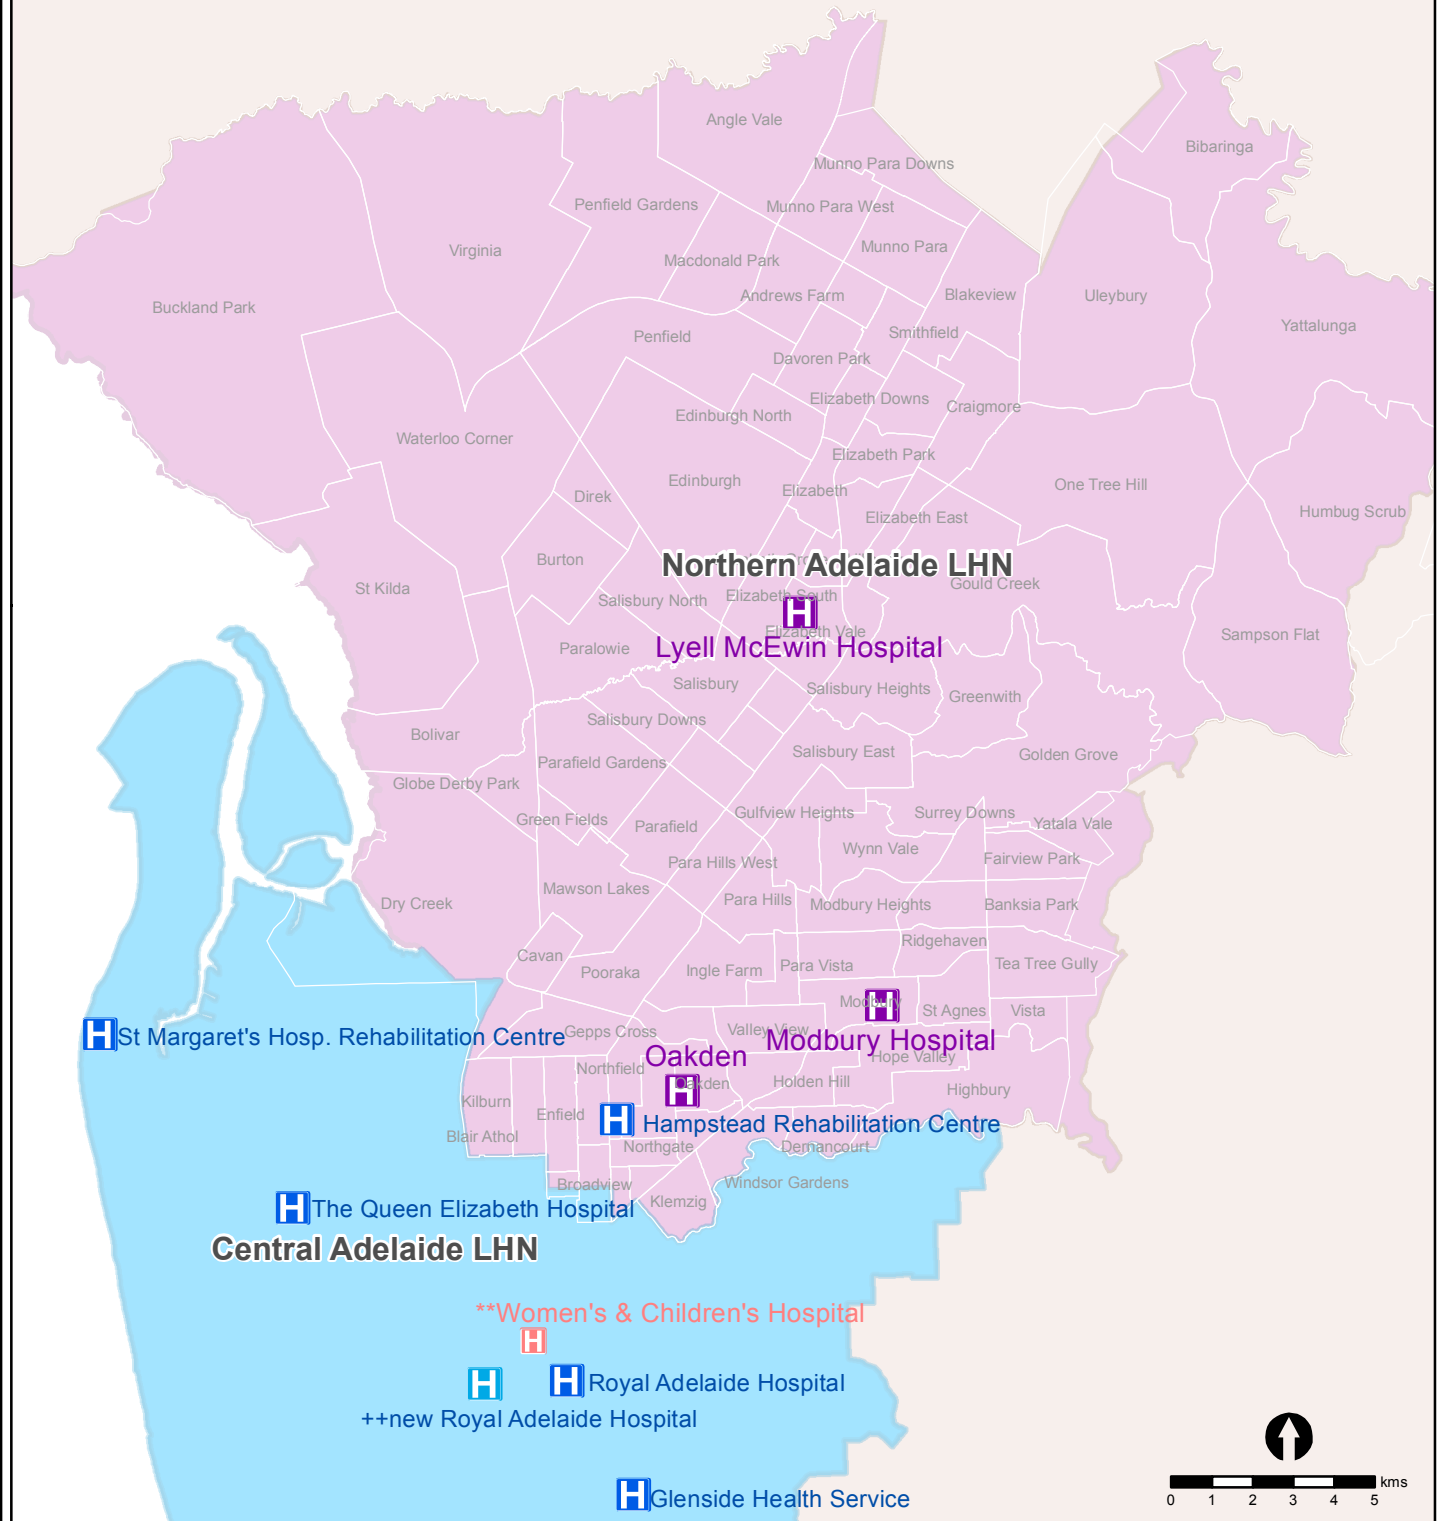 Angle Vale
Bibaringa
Munno Para Downs
Penfield Gardens
Munno Para West
Virginia
Munno Para
Macdonald Park
Buckland Park
Andrews Farm
Blakeview
Uleybury
Yattalunga
Penfield
Smithfield
Davoren Park
Elizabeth Downs
Craigmore
Edinburgh North
Waterloo Corner
Elizabeth Park
Edinburgh
Elizabeth
One Tree Hill
Direk
Humbug Scrub
Elizabeth East
Burton
Northern Adelaide LHN
St Kilda
Gould Creek
Elizabeth South
Salisbury North
H
Elizabeth Vale
Sampson Flat
Paralowie
Lyell McEwin Hospital
Salisbury
Salisbury Heights
Greenwith
Salisbury Downs
Bolivar
Salisbury East
Golden Grove
Parafield Gardens
Globe Derby Park
Green Fields
Parafield
Gulfview Heights
Surrey Downs
Yatala Vale
Wynn Vale
Fairview Park
Para Hills West
Mawson Lakes
Dry Creek
Para Hills
Modbury Heights
Banksia Park
Ridgehaven
Cavan
Pooraka
Ingle Farm
Para Vista
Tea Tree Gully
Modbury
H
St Agnes
Vista
H
St Margaret's Hosp. Rehabilitation Centre
Gepps Cross
Valley View
Modbury Hospital
Oakden
Hope Valley
Northfield
H
Oakden
Holden Hill
Highbury
Kilburn
Enfield
H
Hampstead Rehabilitation Centre
Blair Athol
Northgate
Demancourt
Broadview
Windsor Gardens
Klemzig
H
The Queen Elizabeth Hospital
Central Adelaide LHN
**Women's & Children's Hospital
H
H
H
Royal Adelaide Hospital
++new Royal Adelaide Hospital
H
Glenside Health Service
kms
0 1 2 3 4 5